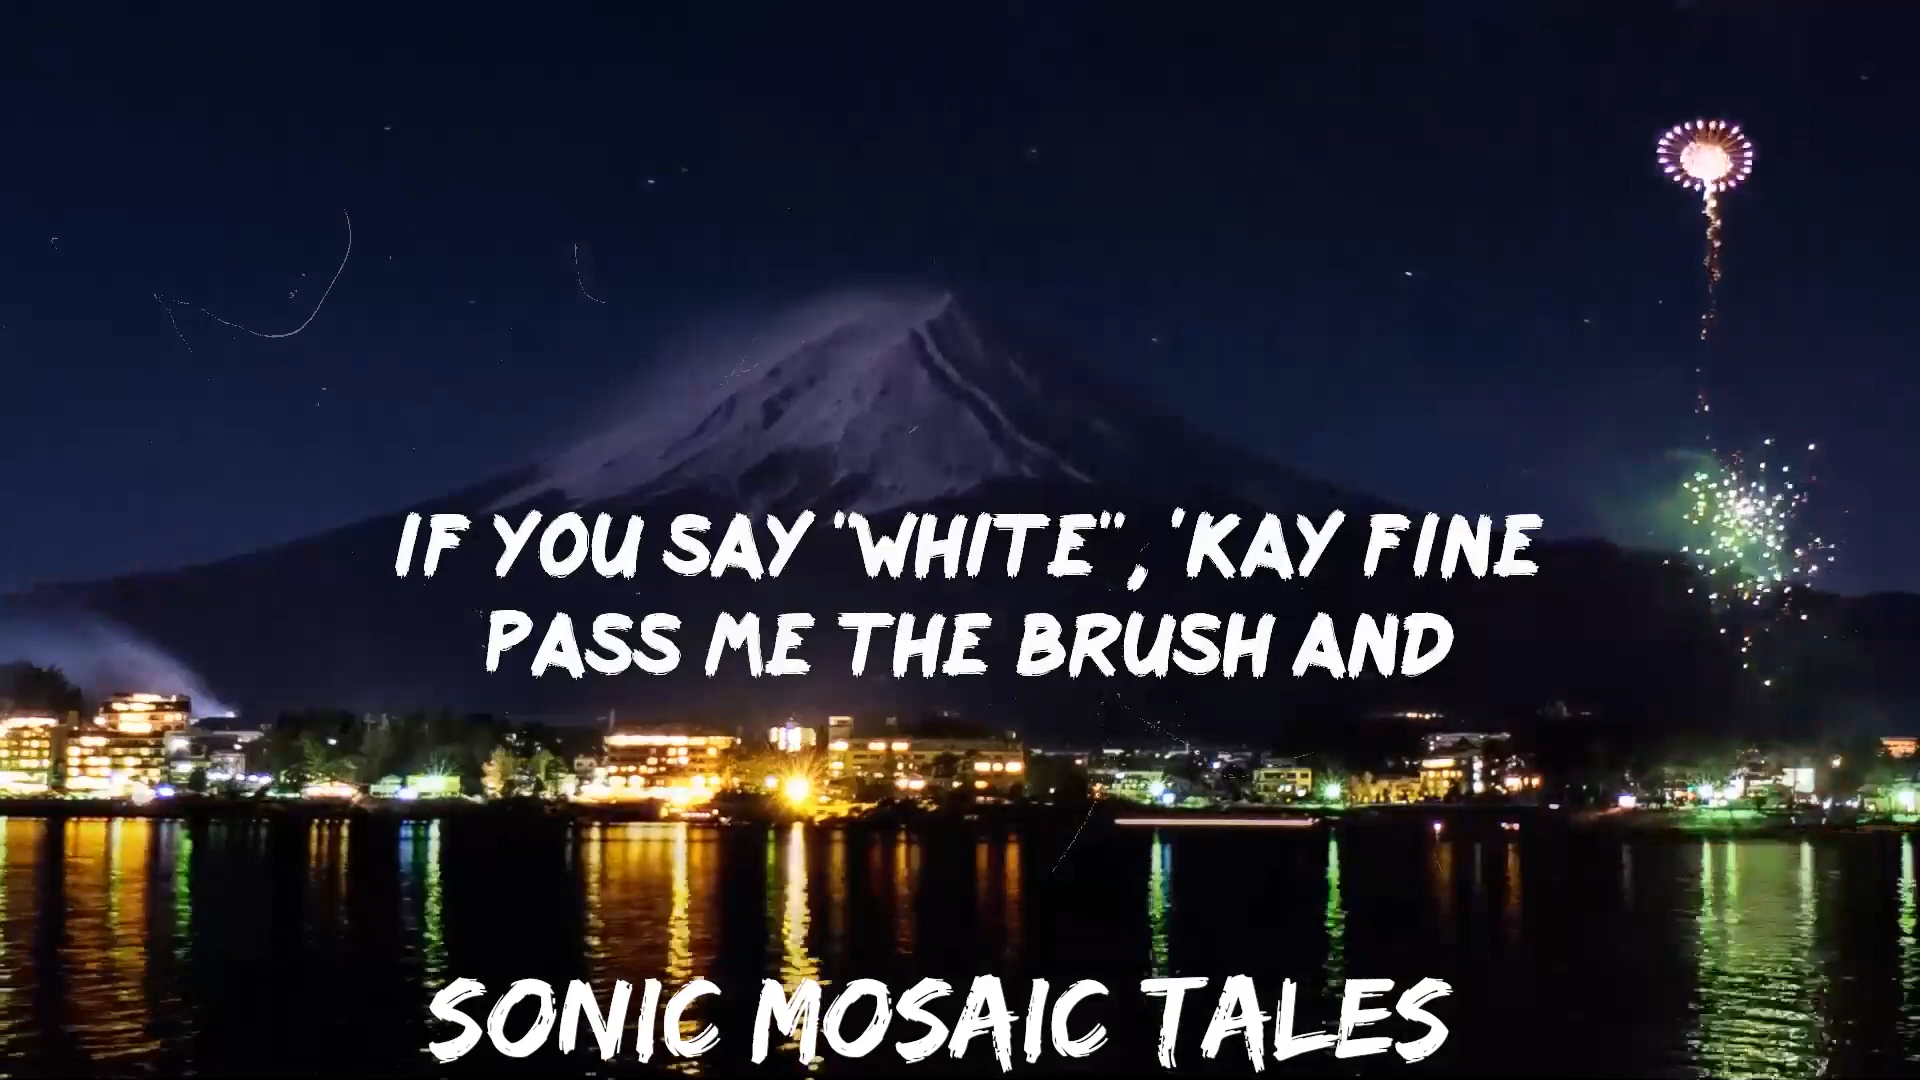 IF YOU SAY "WHITE", 'KAY FINE
PASS ME THE BRUSH AND
SONIC MOSAIC TALES